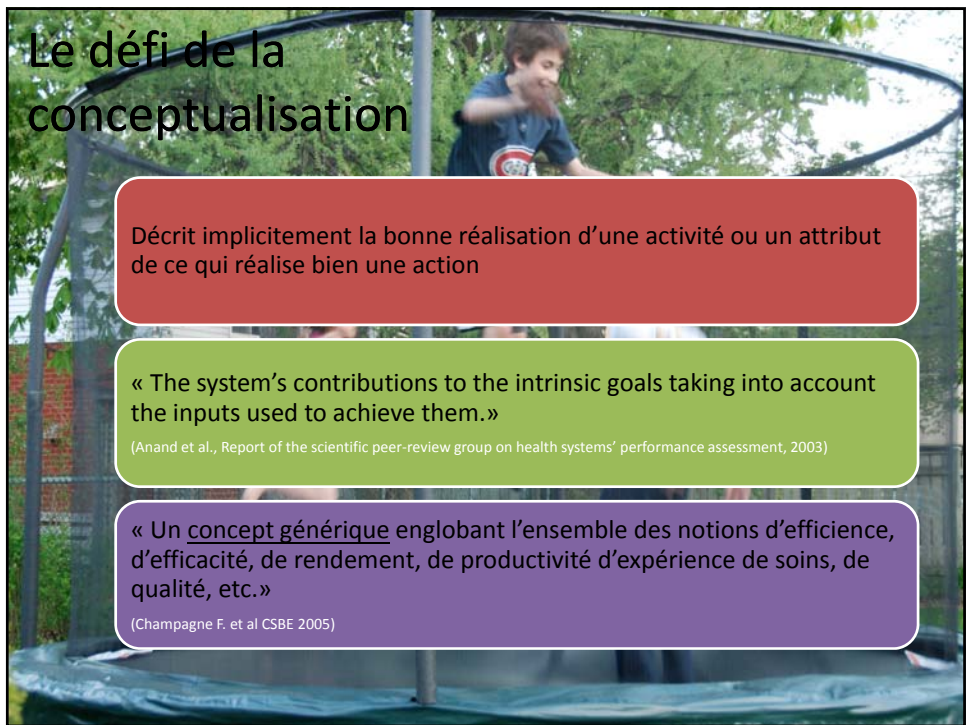 Le défi de la
conceptualisation
Décrit implicitement la bonne réalisation d’une activité ou un attribut
de ce qui réalise bien une action
« The system’s contributions to the intrinsic goals taking into account
the inputs used to achieve them.»
(Anand et al., Report of the scientific peer-review group on health systems’ performance assessment, 2003)
« Un concept générique englobant l’ensemble des notions d’efficience,
d’efficacité, de rendement, de productivité d’expérience de soins, de
qualité, etc.»
(Champagne F. et al CSBE 2005)